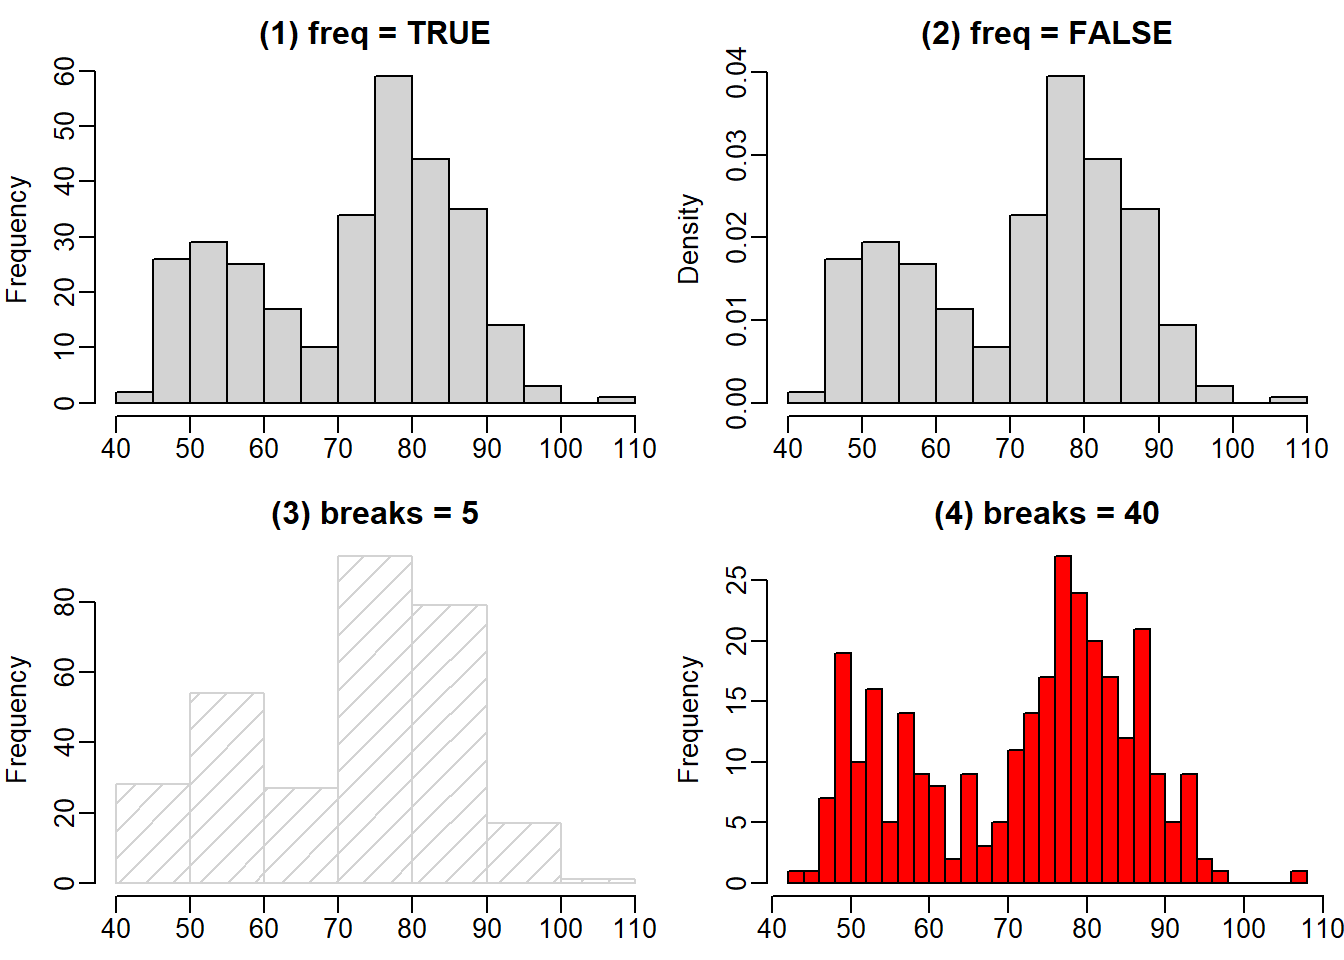 (1) freq = TRUE
Frequency
0 10 20 30 40 50 60
40 50 60 70 80 90 100 110
(2) freq = FALSE
Density
0.00 0.01 0.02 0.03 0.04
40 50 60 70 80 90 100 110
(3) breaks = 5
Frequency
0 20 40 60 80
40 50 60 70 80 90 100 110
(4) breaks = 40
Frequency
0 5 10 15 20 25
40 50 60 70 80 90 100 110